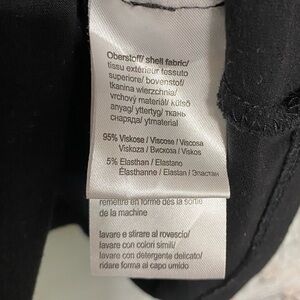 Oberstoff/ shell fabric/
tissu extérieur tessuto
superiore/ bovenstof/
tkanina wierzchnia/
vrchový materiál/ külső
anyag/ yttertyg/ ткань
снаряда/ ytmaterial
95% Viskose / Viscose / Viscosa
Viskoza / Вискоза / Viskos
5% Elasthan / Elastano
Élasthanne / Elastan / Эластан
remettre en forme dès la sortie
de la machine
lavare e stirare al rovescio/
lavare con colori simili/
lavare con detergente delicato/
ridare forma al capo umido